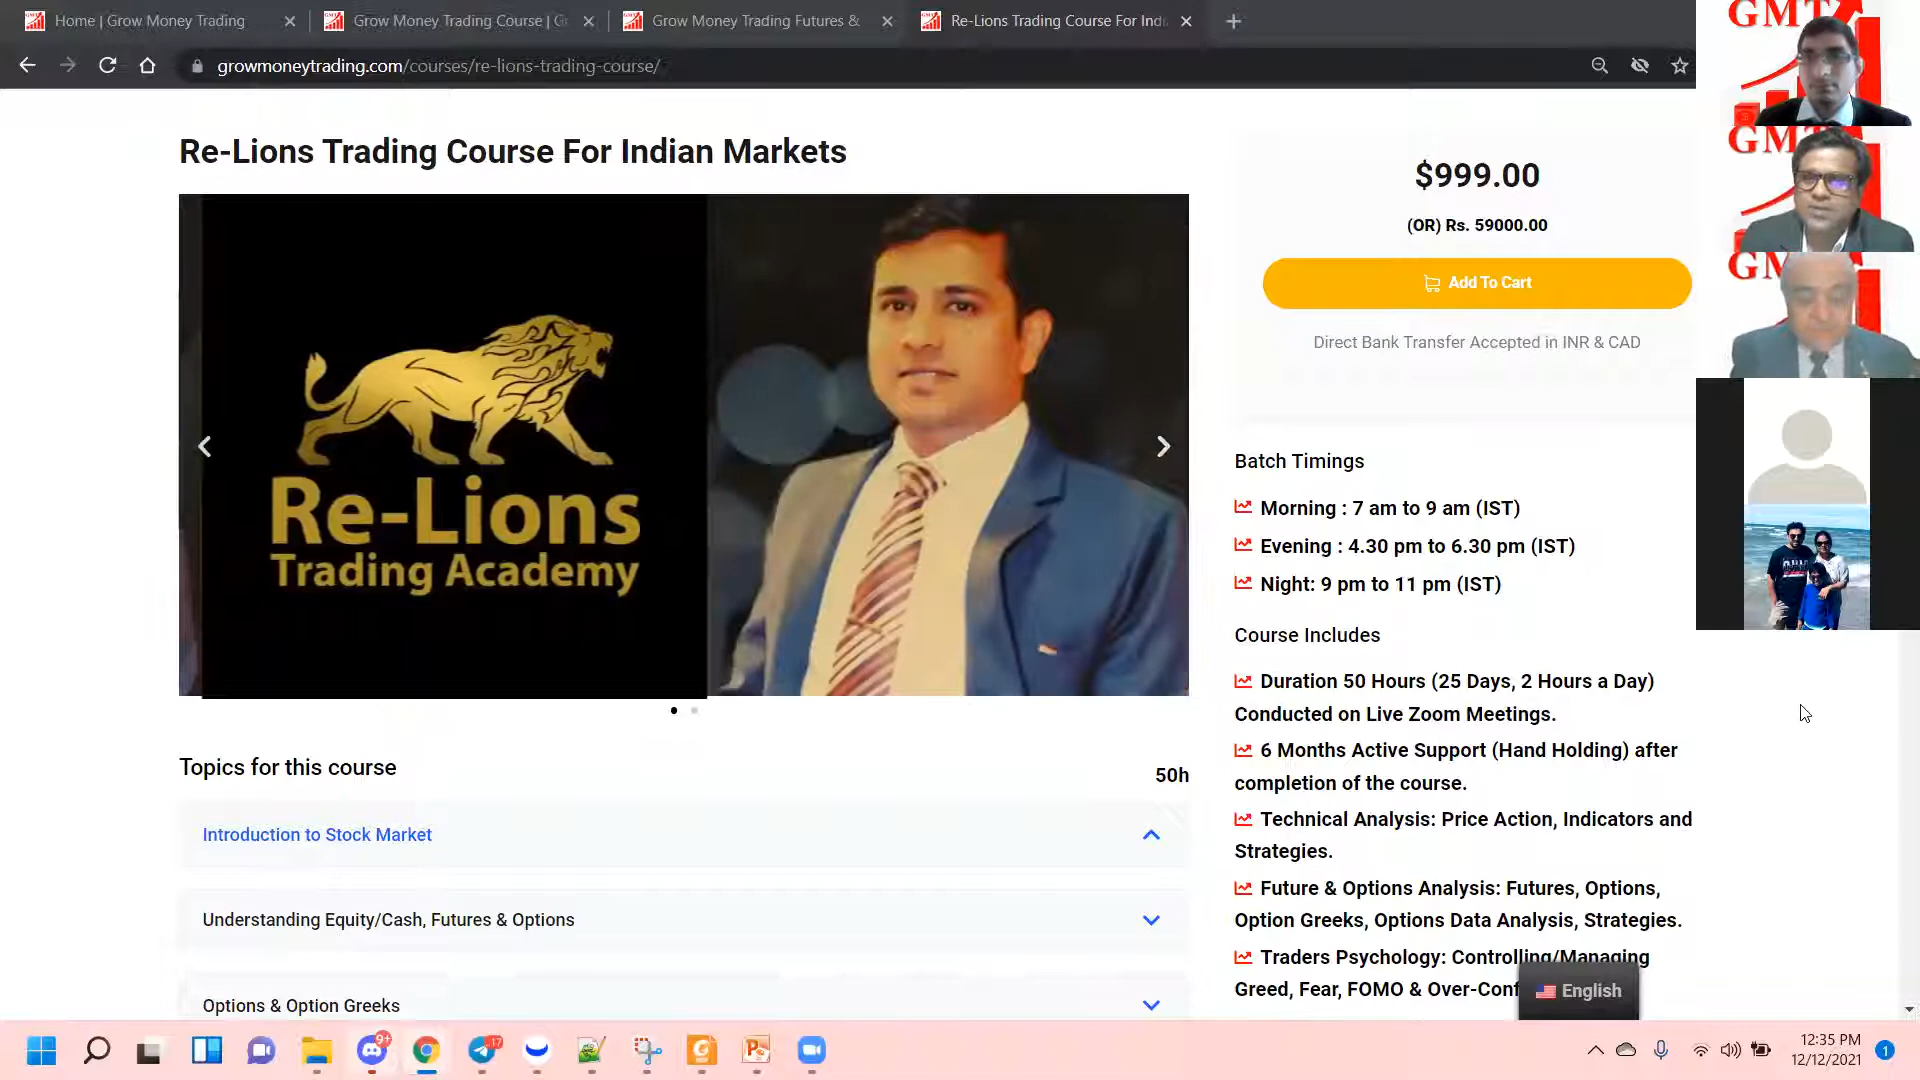 Home | Grow Money Trading
Grow Money Trading Course | G
Grow Money Trading Futures &
Re-Lions Trading Course For Ind
growmoneytrading.com/courses/re-lions-trading-course/
GMT
GMT
GMT
Re-Lions Trading Course For Indian Markets
Re-Lions
Trading Academy
$999.00
(OR) Rs. 59000.00
Add To Cart
Direct Bank Transfer Accepted in INR & CAD
Batch Timings
Morning : 7 am to 9 am (IST)
Evening : 4.30 pm to 6.30 pm (IST)
Night: 9 pm to 11 pm (IST)
Course Includes
Duration 50 Hours (25 Days, 2 Hours a Day)
Conducted on Live Zoom Meetings.
6 Months Active Support (Hand Holding) after
completion of the course.
Technical Analysis: Price Action, Indicators and
Strategies.
Future & Options Analysis: Futures, Options,
Option Greeks, Options Data Analysis, Strategies.
Traders Psychology: Controlling/Managing
Greed, Fear, FOMO & Over-Conf
English
Topics for this course
50h
Introduction to Stock Market
Understanding Equity/Cash, Futures & Options
Options & Option Greeks
9+
17
12:35 PM
12/12/2021
1